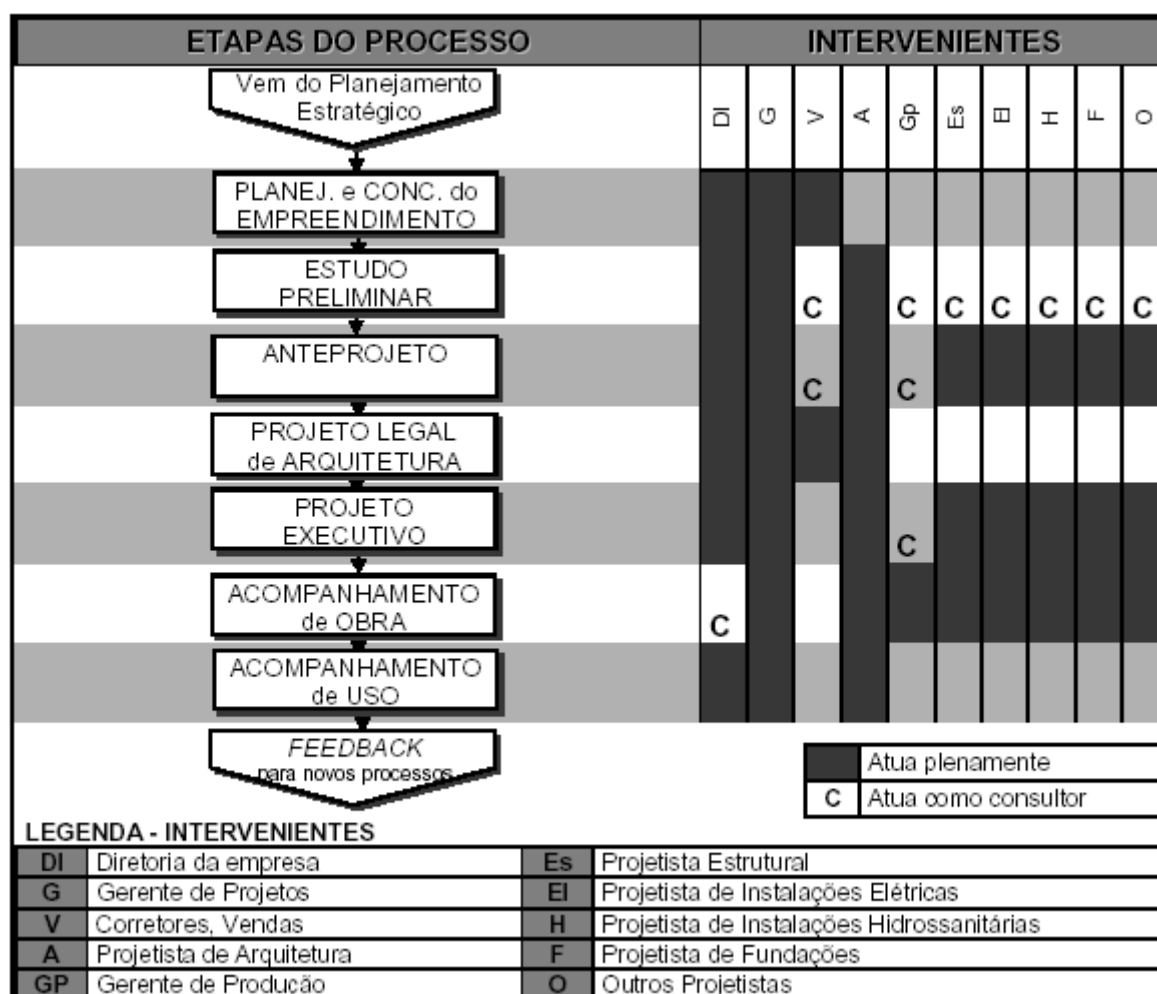 ETAPAS DO PROCESSO
INTERVENIENTES
Vem do Planejamento
Estratégico
DI G V A Gp Es El H F O
PLANEJ. e CONC. do
EMPREENDIMENTO
ESTUDO
PRELIMINAR
C C C C C C C
ANTEPROJETO
C C
PROJETO LEGAL
de ARQUITETURA
PROJETO
EXECUTIVO
C
ACOMPANHAMENTO
de OBRA
C
ACOMPANHAMENTO
de USO
FEEDBACK
para novos processos
Atua plenamente
C Atua como consultor
LEGENDA - INTERVENIENTES
DI Diretoria da empresa Es Projetista Estrutural
G Gerente de Projetos El Projetista de Instalações Elétricas
V Corretores, Vendas H Projetista de Instalações Hidrossanitárias
A Projetista de Arquitetura F Projetista de Fundações
GP Gerente de Produção O Outros Projetistas